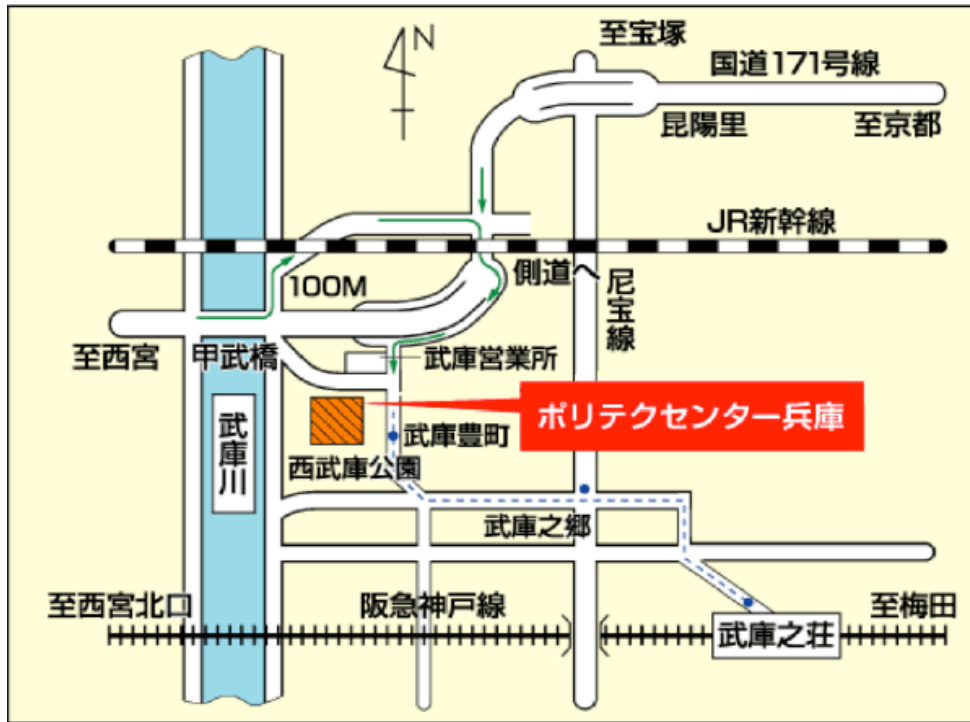 N
至宝塚
国道171号線
昆陽里
至京都
JR新幹線
100M
側道へ
尼宝線
至西宮
甲武橋
武庫営業所
ポリテクセンター兵庫
武庫川
武庫豊町
西武庫公園
武庫之郷
至西宮北口
阪急神戸線
武庫之荘
至梅田